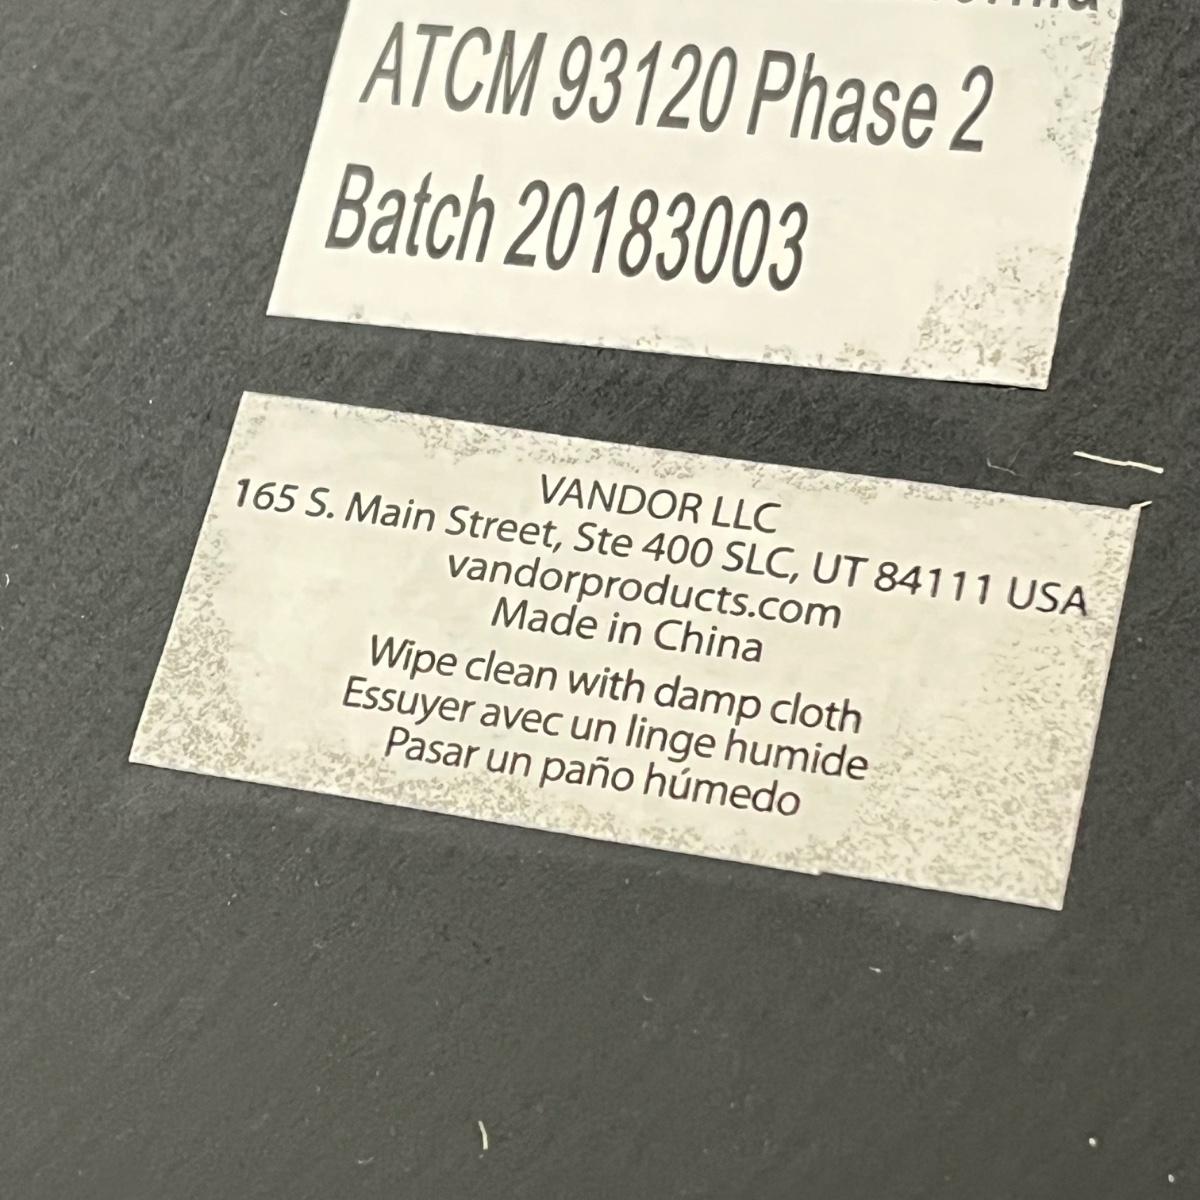 ATCM 93120 Phase 2
Batch 20183003
VANDOR LLC
165 S. Main Street, Ste 400 SLC, UT 84111 USA
vandorproducts.com
Made in China
Wipe clean with damp cloth
Essuyer avec un linge humide
Pasar un paño húmedo